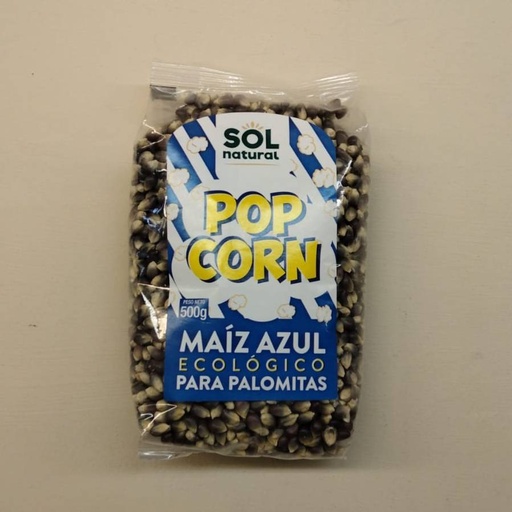 SOL
natural
POP
CORN
PESO NETO
500g
MAÍZ AZUL
ECOLÓGICO
PARA PALOMITAS